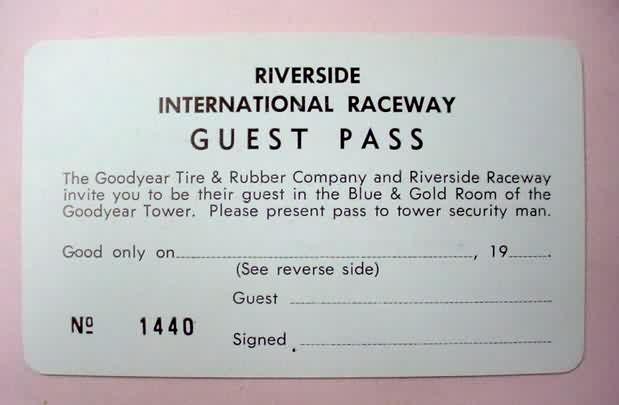 RIVERSIDE
INTERNATIONAL RACEWAY
GUEST PASS
The Goodyear Tire & Rubber Company and Riverside Raceway
invite you to be their guest in the Blue & Gold Room of the
Goodyear Tower. Please present pass to tower security man.
Good only on, 19.
(See reverse side)
Guest
Nº 1440
Signed